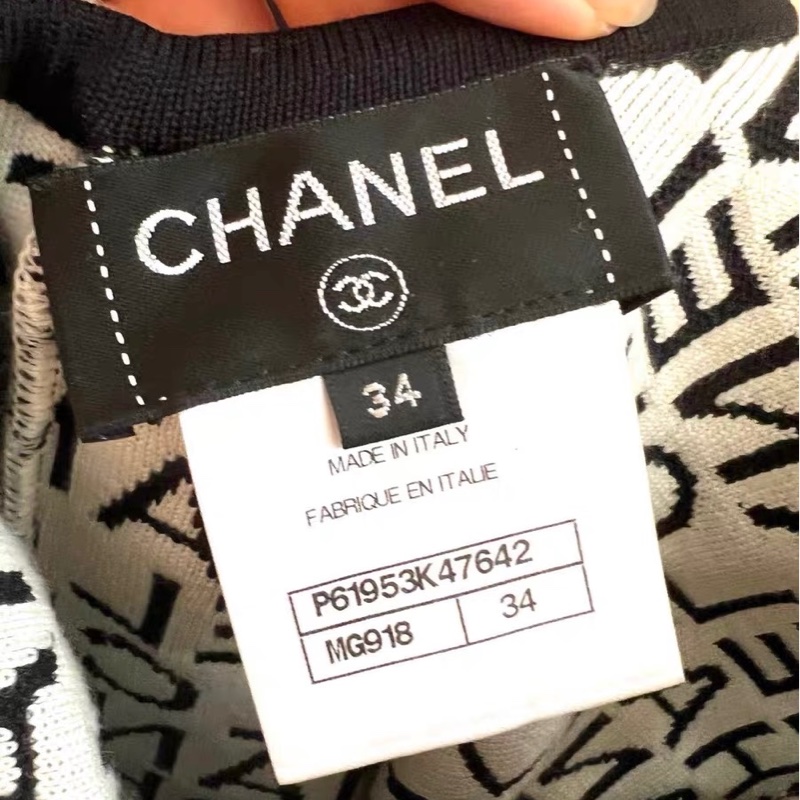 CHANEL
34
MADE IN ITALY
FABRIQUE EN ITALIE
P61953K47642
MG918 34